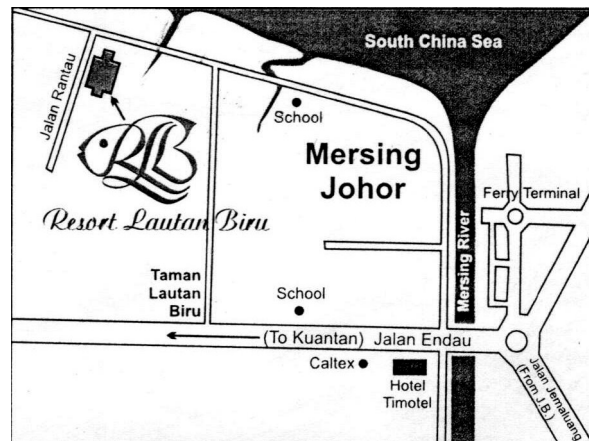 South China Sea
Jalan Rantau
School
RLB
Resort Lautan Biru
Mersing
Johor
Ferry Terminal
Mersing River
Taman
Lautan
Biru
School
(To Kuantan) Jalan Endau
Caltex
Hotel
Timotel
Jalan Jemaluang
(From J.B.)